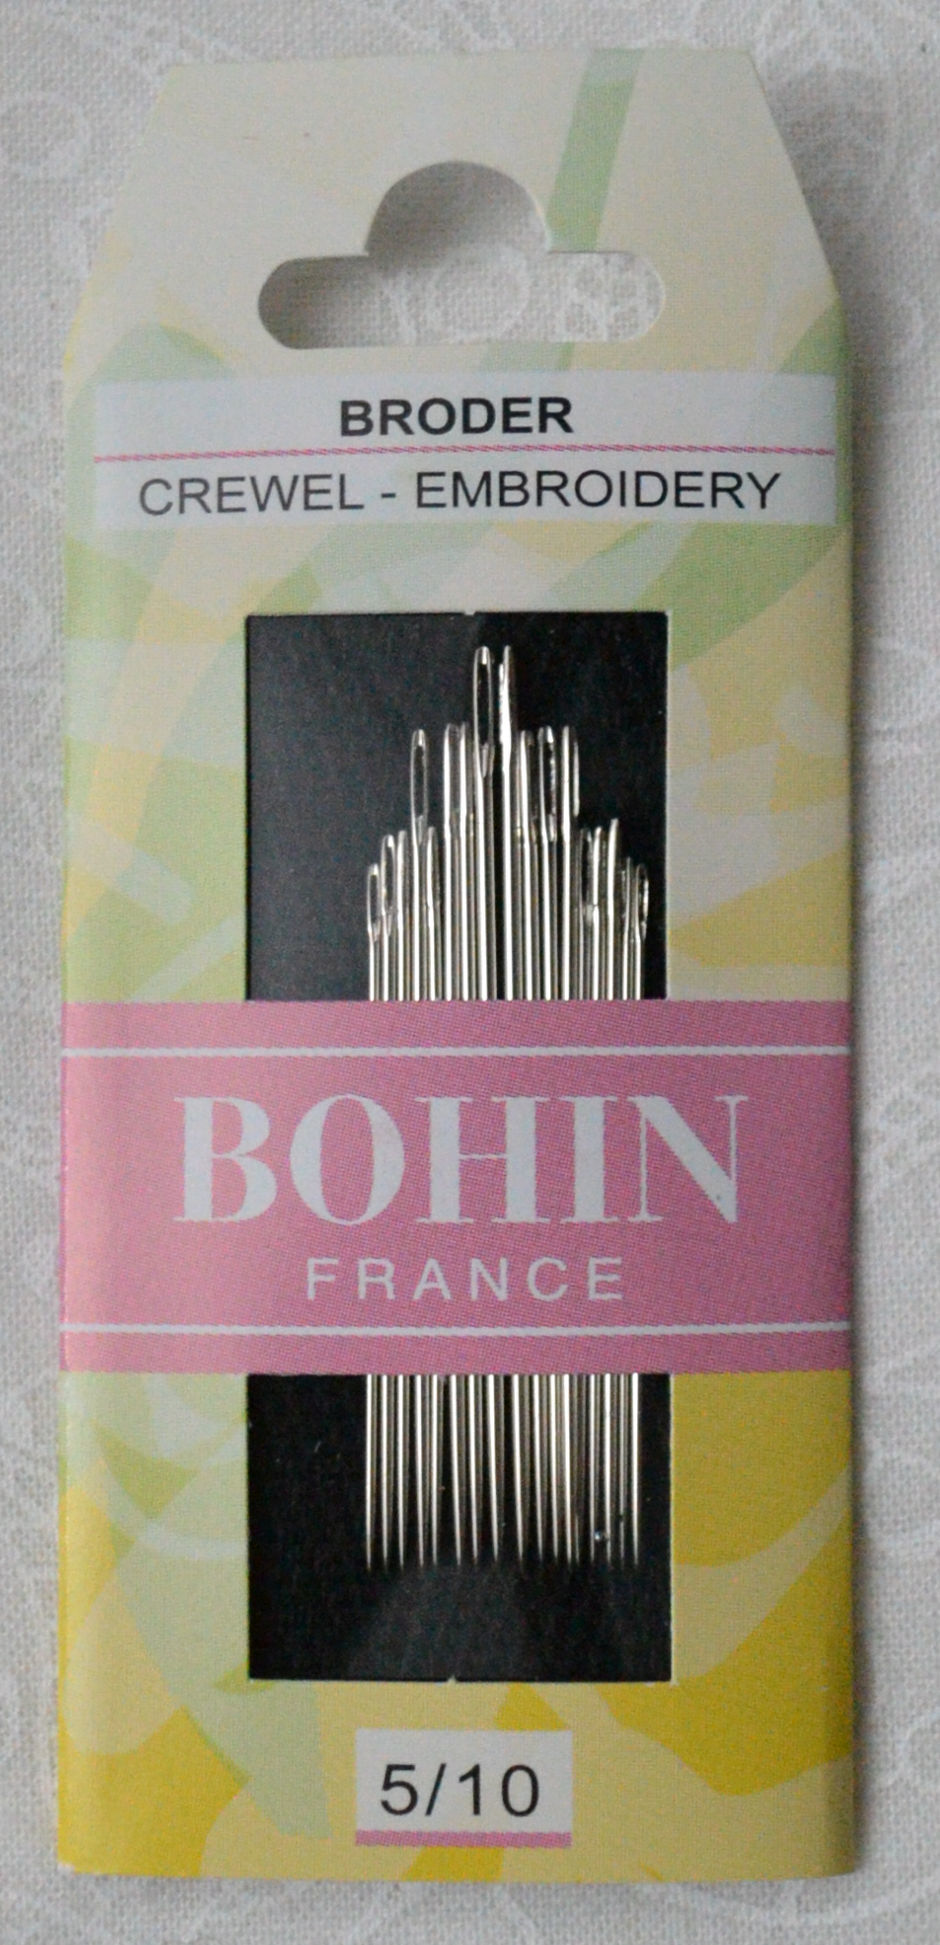 BRODER
CREWEL - EMBROIDERY
BOHIN
FRANCE
5/10